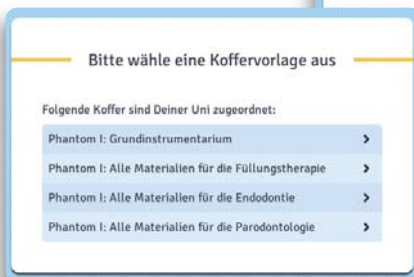 Bitte wähle eine Koffervorlage aus
Folgende Koffer sind Deiner Uni zugeordnet:
Phantom I: Grundinstrumentarium
Phantom I: Alle Materialien für die Füllungstherapie
Phantom I: Alle Materialien für die Endodontie
Phantom I: Alle Materialien für die Parodontologie